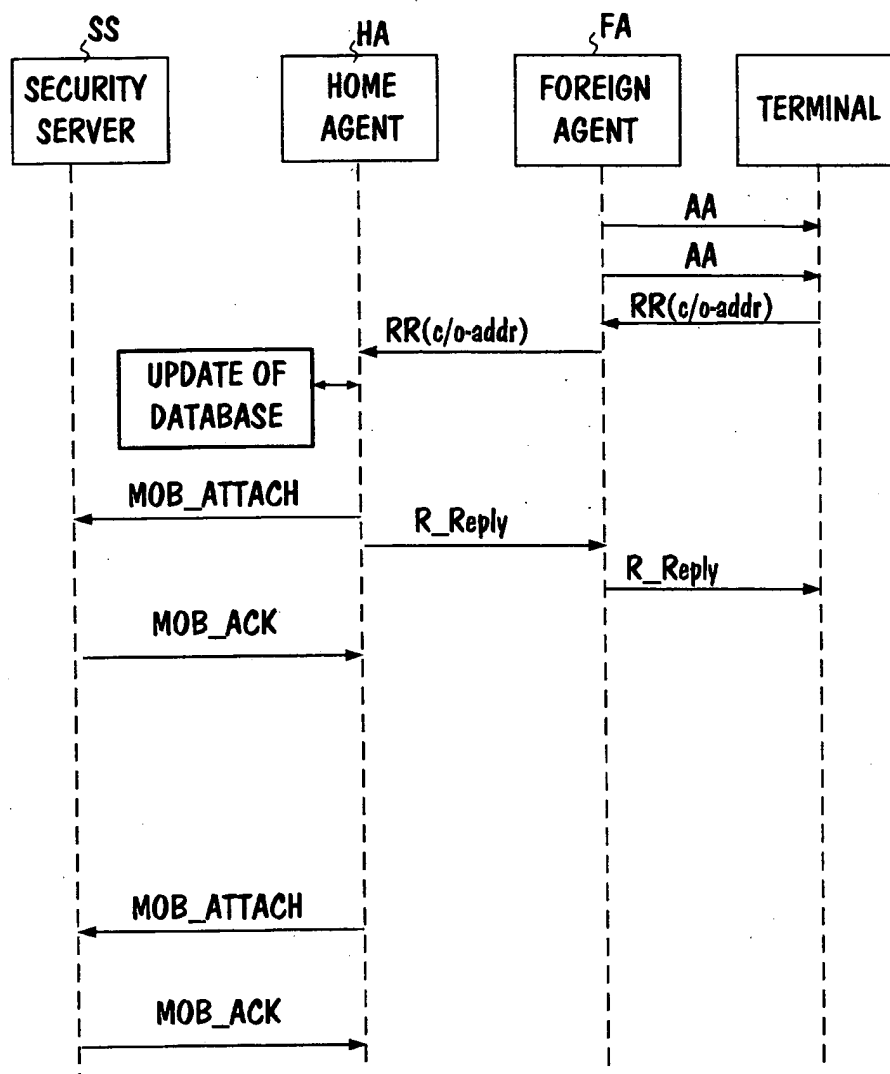 SS
HA
FA
SECURITY
SERVER
HOME
AGENT
FOREIGN
AGENT
TERMINAL
AA
AA
RR(c/o-addr)
RR(c/o-addr)
UPDATE OF
DATABASE
MOB_ATTACH
R_Reply
R_Reply
MOB_ACK
MOB_ATTACH
MOB_ACK